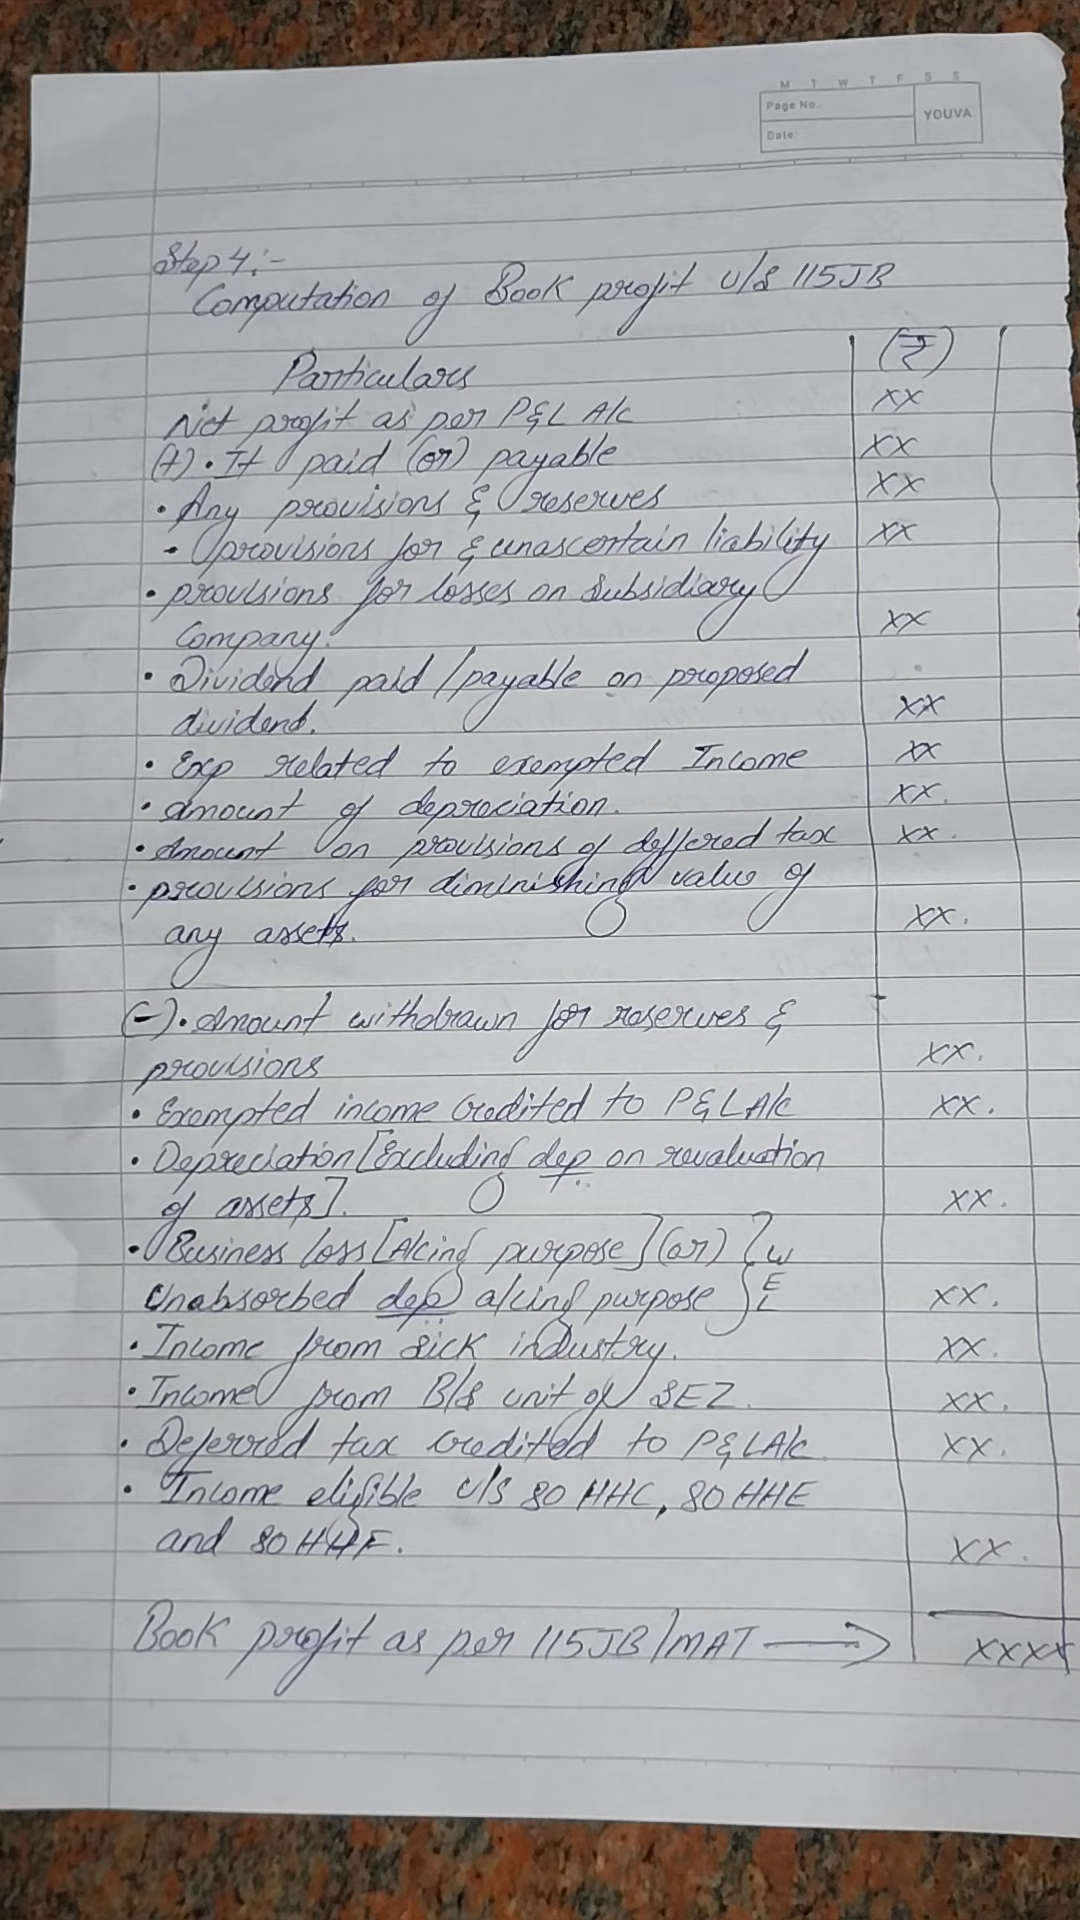 M T W T F S S
Page No.
YOUVA
Date:
Step 4:-
Computation of Book profit u/s 115JB
Particulars (₹)
Net profit as per P&L A/c xx
(+) • It paid (or) payable xx
• Any provisions & reserves xx
- provisions for & unascertain liability xx
• provisions for losses on Subsidiary
Company. xx
• Dividend paid / payable on proposed
dividend. xx
• Exp related to exempted Income xx
• Amount of depreciation. xx.
• Amount on provisions of deffered tax xx.
• provisions for diminishing value of
any assets. xx.
(-). Amount withdrawn for reserves &
provisions xx.
• Exempted income credited to P&L A/c xx.
• Depreciation [Excluding dep on revaluation
of assets]. xx.
• Business loss [A/cing purpose] (or) } W
Unabsorbed dep a/cing purpose } E L xx.
• Income from sick industry. xx.
• Income from B/s unit of SEZ. xx.
• Deferred tax credited to P&L A/c. xx.
• Income eligible u/s 80 HHC, 80 HHE
and 80 HHF. xx.
Book profit as per 115JB/MAT → xxxx